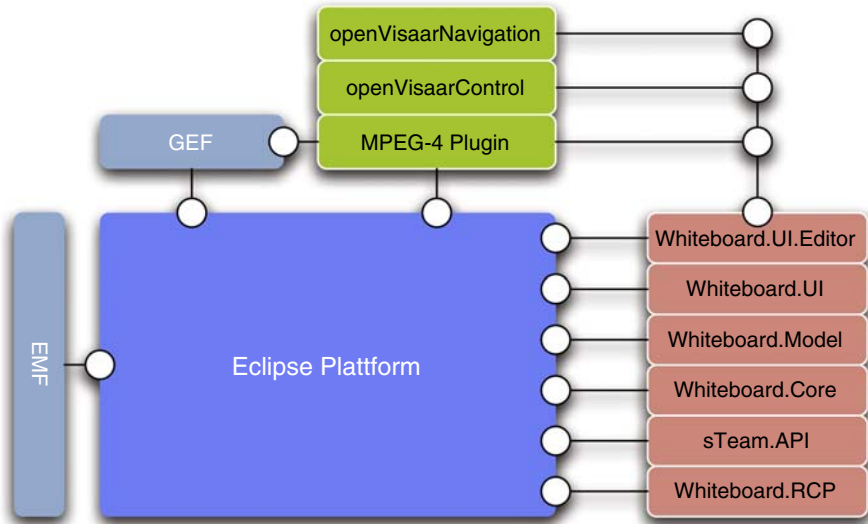 openVisaarNavigation
openVisaarControl
GEF
MPEG-4 Plugin
EMF
Eclipse Plattform
Whiteboard.UI.Editor
Whiteboard.UI
Whiteboard.Model
Whiteboard.Core
sTeam.API
Whiteboard.RCP